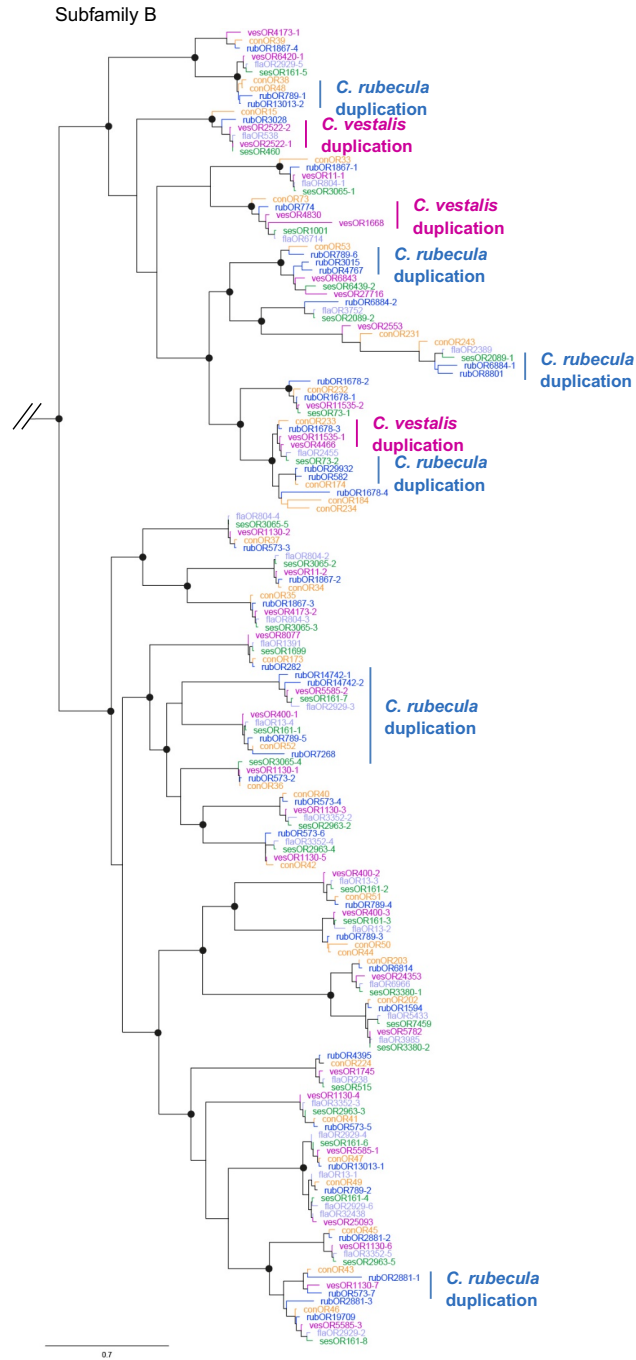 Subfamily B
vesOR4173-1
conOR39
rubOR1867-4
vesOR6420-1
flaOR2929-5
sesOR161-5
conOR38
conOR48
rubOR789-1
rubOR13013-2
C. rubecula
duplication
conOR15
rubOR3028
vesOR2522-2
flaOR538
vesOR2522-1
sesOR460
C. vestalis
duplication
conOR33
rubOR1867-1
vesOR11-1
flaOR804-1
sesOR3065-1
conOR73
rubOR774
vesOR4830
vesOR1668
sesOR1001
flaOR6714
C. vestalis
duplication
conOR53
rubOR789-6
rubOR3015
rubOR4767
vesOR6843
sesOR6439-2
vesOR27716
C. rubecula
duplication
rubOR6884-2
flaOR3752
sesOR2089-2
vesOR2553
conOR231
conOR243
flaOR2389
sesOR2089-1
rubOR6884-1
rubOR8801
C. rubecula
duplication
rubOR1678-2
conOR232
rubOR1678-1
vesOR11535-2
sesOR73-1
conOR233
rubOR1678-3
vesOR11535-1
vesOR4466
flaOR2455
sesOR73-2
C. vestalis
duplication
rubOR29932
rubOR582
conOR174
rubOR1678-4
conOR184
conOR234
C. rubecula
duplication
flaOR804-4
sesOR3065-5
vesOR1130-2
conOR37
rubOR573-3
flaOR804-2
sesOR3065-2
vesOR11-2
rubOR1867-2
conOR34
conOR35
rubOR1867-3
vesOR4173-2
flaOR804-3
sesOR3065-3
vesOR8077
flaOR1391
sesOR1699
conOR173
rubOR282
rubOR14742-1
rubOR14742-2
vesOR5585-2
sesOR161-7
flaOR2929-3
vesOR400-1
flaOR13-4
sesOR161-1
rubOR789-5
conOR52
rubOR7268
C. rubecula
duplication
sesOR3065-4
vesOR1130-1
rubOR573-2
conOR36
conOR40
rubOR573-4
vesOR1130-3
flaOR3352-2
sesOR2963-2
rubOR573-6
flaOR3352-4
sesOR2963-4
vesOR1130-5
conOR42
vesOR400-2
flaOR13-3
sesOR161-2
conOR51
rubOR789-4
vesOR400-3
sesOR161-3
flaOR13-2
rubOR789-3
conOR50
conOR44
conOR203
rubOR6814
vesOR24353
flaOR6966
sesOR3380-1
conOR202
rubOR1594
flaOR5433
sesOR7459
vesOR5782
flaOR3985
sesOR3380-2
rubOR4395
conOR224
vesOR1745
flaOR238
sesOR515
vesOR1130-4
flaOR3352-3
sesOR2963-3
conOR41
rubOR573-5
flaOR2929-4
sesOR161-6
vesOR5585-1
conOR47
rubOR13013-1
flaOR13-1
conOR49
rubOR789-2
sesOR161-4
flaOR2929-6
flaOR32438
vesOR25093
conOR45
rubOR2881-2
vesOR1130-6
flaOR3352-5
sesOR2963-5
conOR43
rubOR2881-1
vesOR1130-7
rubOR573-7
rubOR2881-3
conOR46
rubOR19709
vesOR5585-3
flaOR2929-2
sesOR161-8
C. rubecula
duplication
0.7